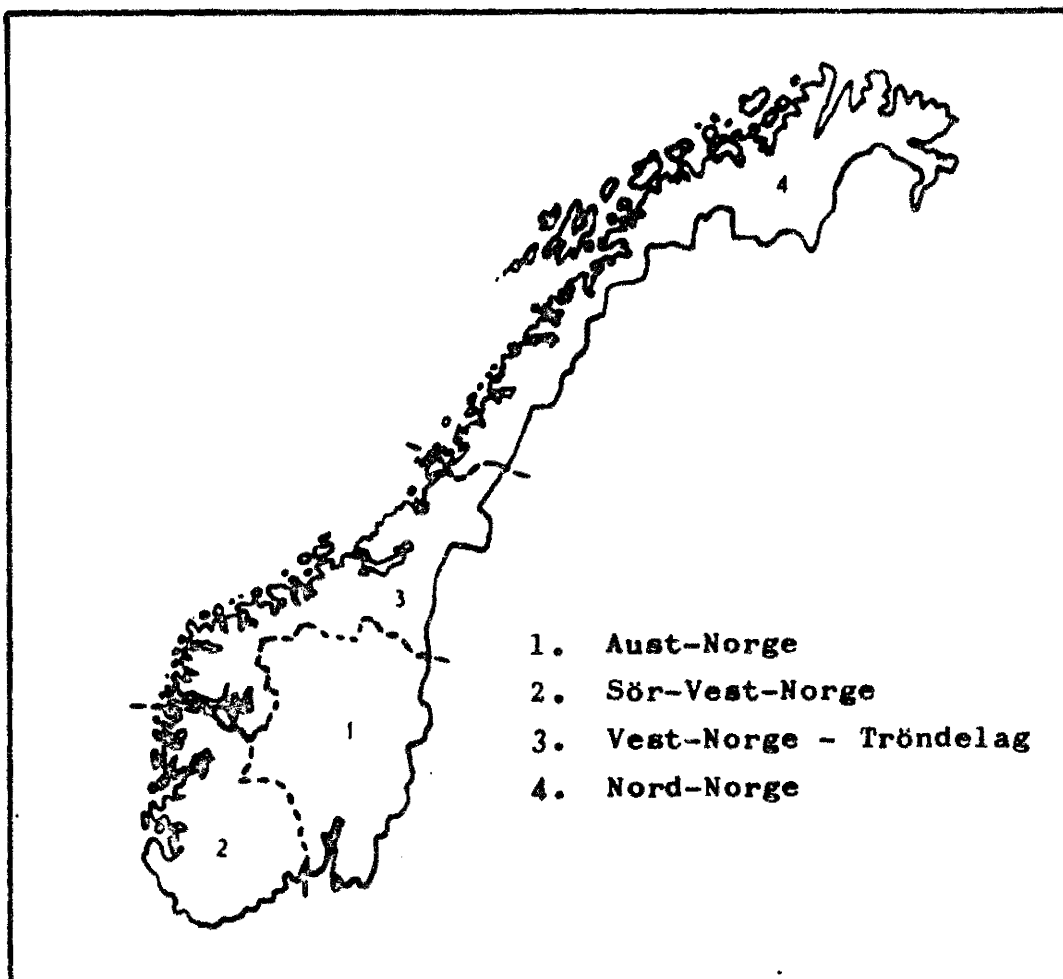 4
3
1
2
1. Aust-Norge
2. Sör-Vest-Norge
3. Vest-Norge - Tröndelag
4. Nord-Norge